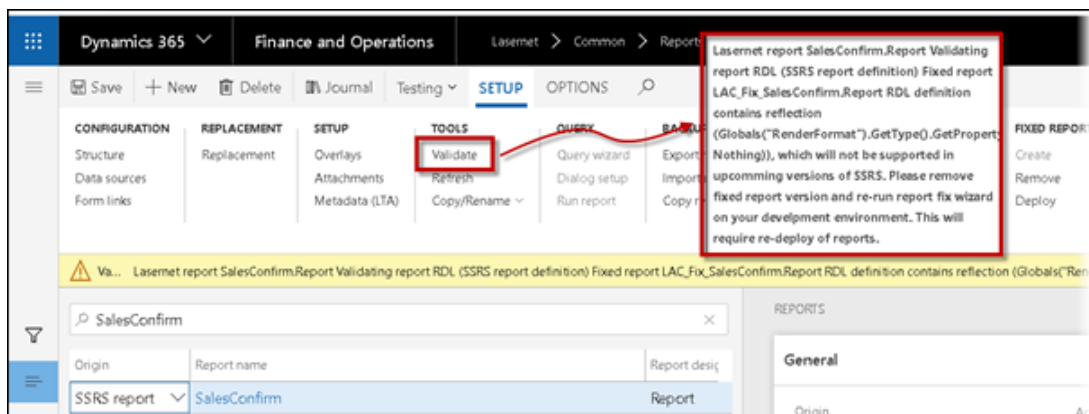 Dynamics 365 Finance and Operations Lasernet > Common > Reports
Save + New Delete Journal Testing SETUP OPTIONS
CONFIGURATION REPLACEMENT SETUP TOOLS QUERY FIXED REPORT
Structure Replacement Overlays Validate Query wizard Export Create
Data sources Attachments Refresh Dialog setup Import Remove
Form links Metadata (LTA) Copy/Rename Run report Copy Deploy
Lasernet report SalesConfirm.Report Validating
report RDL (SSRS report definition) Fixed report
LAC_Fix_SalesConfirm.Report RDL definition
contains reflection
(Globals("RenderFormat").GetType().GetProperty
Nothing)), which will not be supported in
upcomming versions of SSRS. Please remove
fixed report version and re-run report fix wizard
on your develpment environment. This will
require re-deploy of reports.
Va... Lasernet report SalesConfirm.Report Validating report RDL (SSRS report definition) Fixed report LAC_Fix_SalesConfirm.Report RDL definition contains reflection (Globals("Ren
SalesConfirm
REPORTS
Origin Report name Report desig
General
SSRS report SalesConfirm Report
Origin